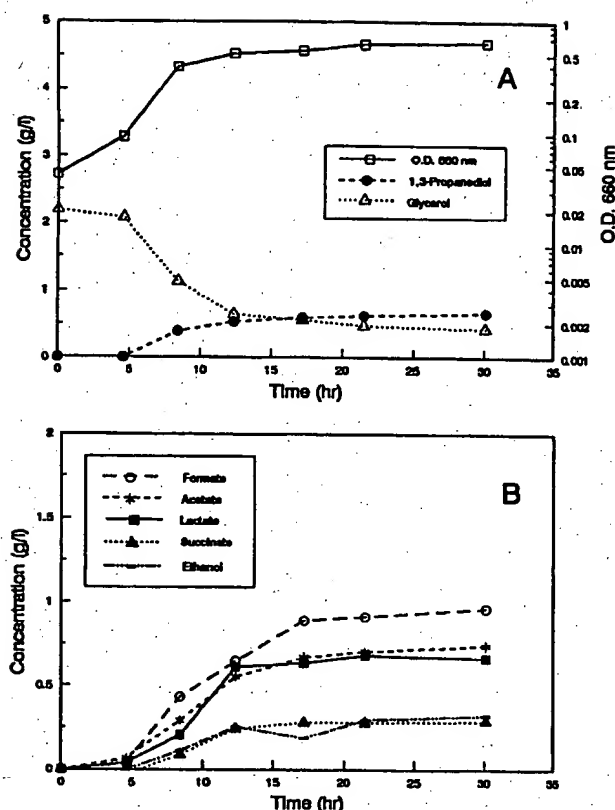 A
Concentration (g/l)
5
4
3
2
1
0
1
0.5
0.2
0.1
0.05
0.02
0.01
0.005
0.002
0.001
O.D. 660 nm
O.D. 660 nm
1,3-Propanediol
Glycerol
0 5 10 15 20 25 30 35
Time (hr)
B
Concentration (g/l)
2
1.5
1
0.5
0
Formate
Acetate
Lactate
Succinate
Ethanol
0 5 10 15 20 25 30 35
Time (hr)